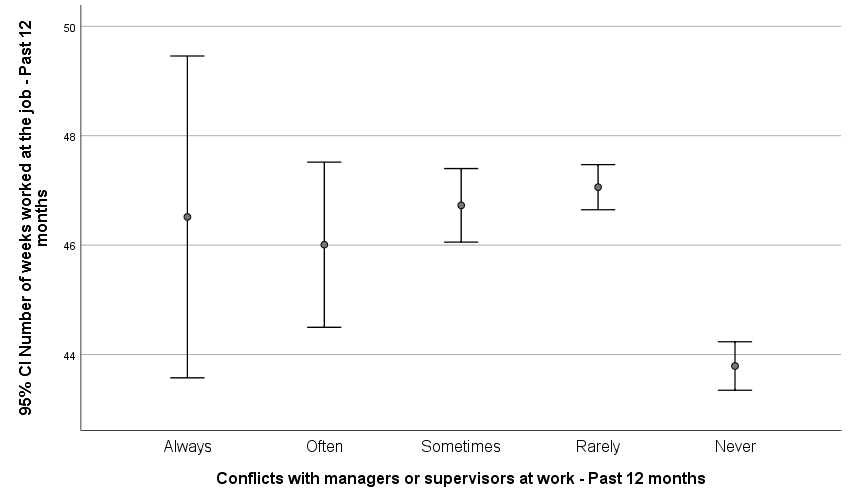 95% CI Number of weeks worked at the job - Past 12
months
50
48
46
44
Always Often Sometimes Rarely Never
Conflicts with managers or supervisors at work - Past 12 months